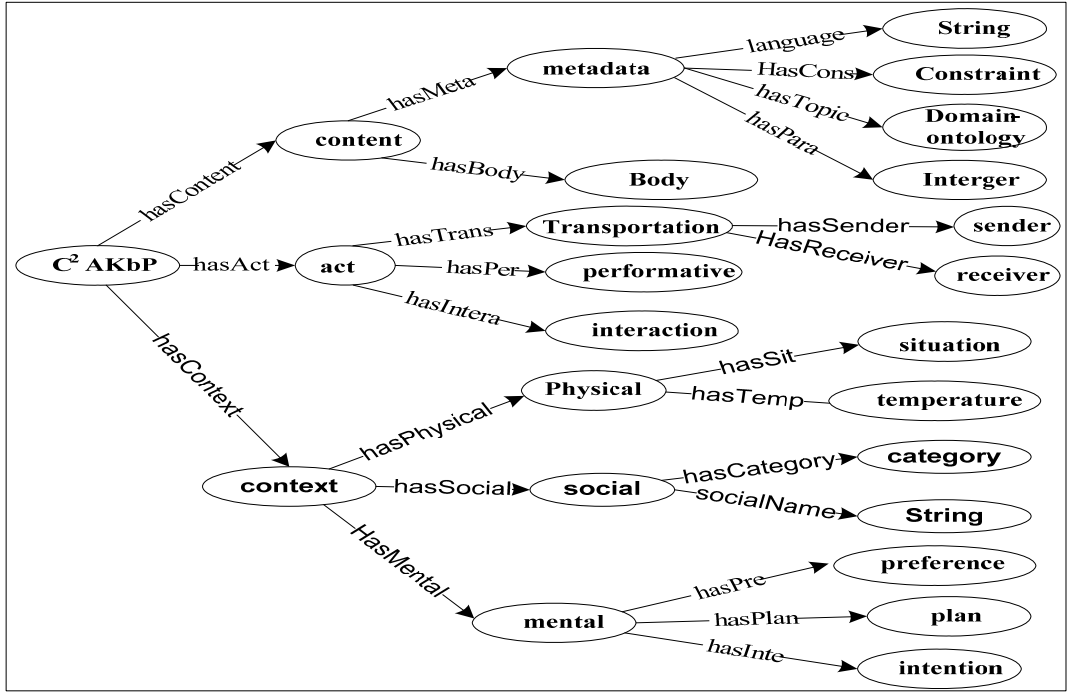 String
language
metadata
HasCons
Constraint
hasMeta
hasTopic
Domain-
ontology
content
hasPara
hasContent
hasBody
Body
Interger
hasTrans
Transportation
hasSender
sender
HasReceiver
C² AKbP
hasAct
act
hasPer
performative
receiver
hasIntera
interaction
hasContext
hasSit
situation
Physical
hasPhysical
hasTemp
temperature
context
hasSocial
social
hasCategory
category
socialName
String
HasMental
hasPre
preference
mental
hasPlan
plan
hasInte
intention